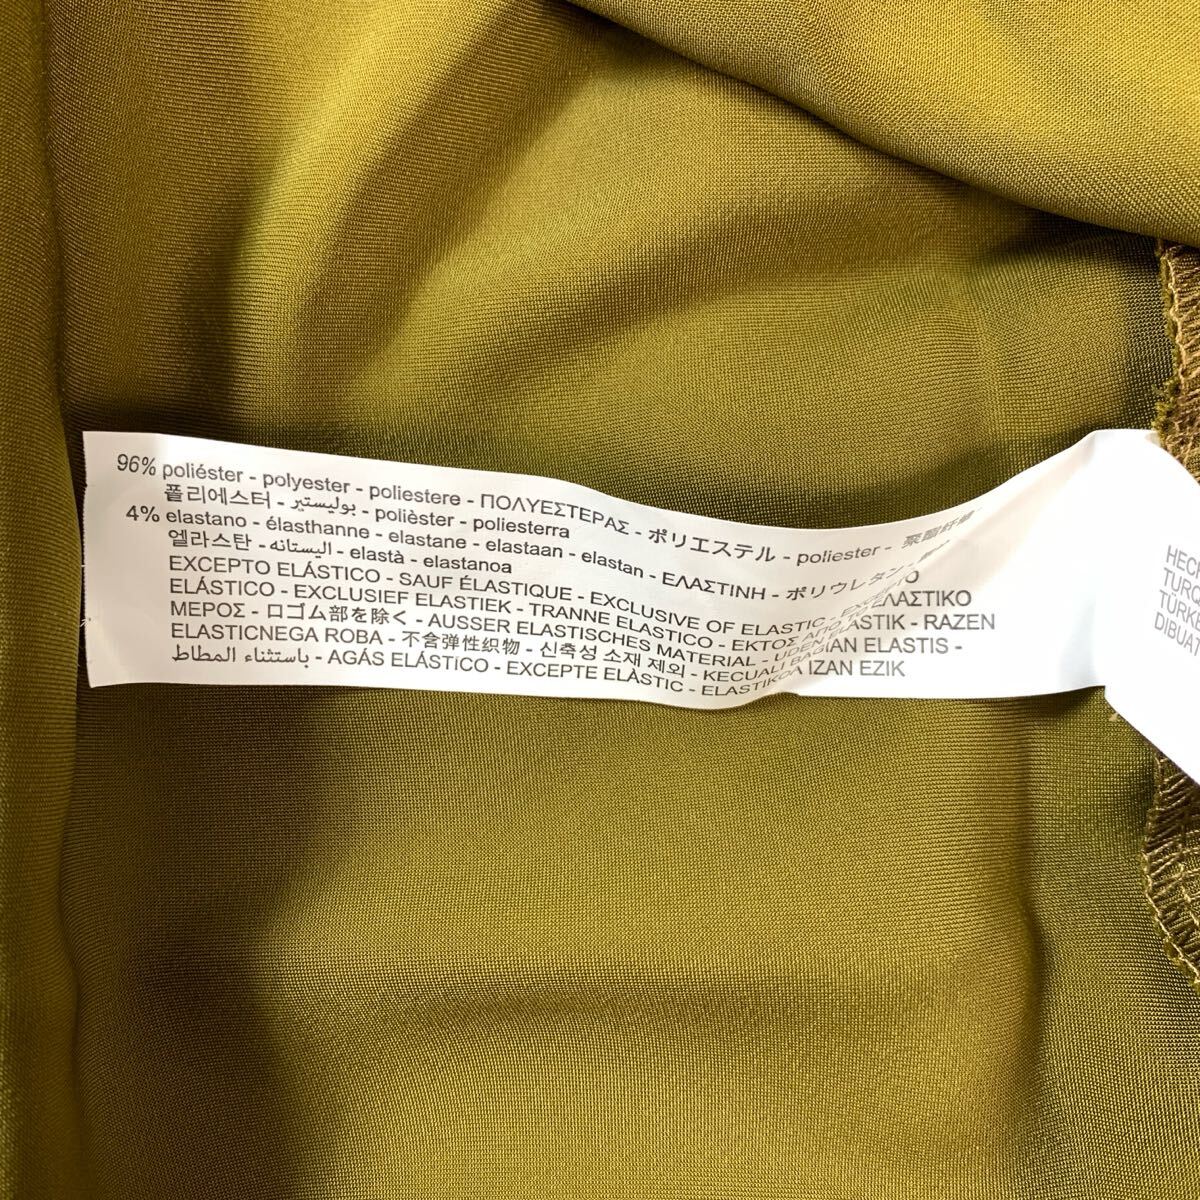 96% poliéster - polyester - poliestere - ΠΟΛΥΕΣΤΕΡΑΣ - ポリエステル - poliester - 聚酯纤维
폴리에스터 - بوليستير - polièster - poliesterra
4% elastano - élasthanne - elastane - elastaan - elastan - ΕΛΑΣΤΙΝΗ - ポリウレタン -
엘라스탄 - اليستانه - elastà - elastanoa
EXCEPTO ELÁSTICO - SAUF ÉLASTIQUE - EXCLUSIVE OF ELASTIC - EXCEPTO
ELÁSTICO - EXCLUSIEF ELASTIEK - TRANNE ELASTICO - ΕΚΤΟΣ ΑΠΟ ΕΛΑΣΤΙΚΟ
ΜΕΡΟΣ - ロゴム部を除く - AUSSER ELASTISCHES MATERIAL - - RAZEN
ELASTICNEGA ROBA - 不含弹性织物 - 신축성 소재 제외 - KECUALI BAGIAN ELASTIS -
باستثناء المطاط - AGÁS ELÁSTICO - EXCEPTE ELÀSTIC - ELASTIKOA IZAN EZIK
HECH
TURQ
TÜRKE
DIBUAT